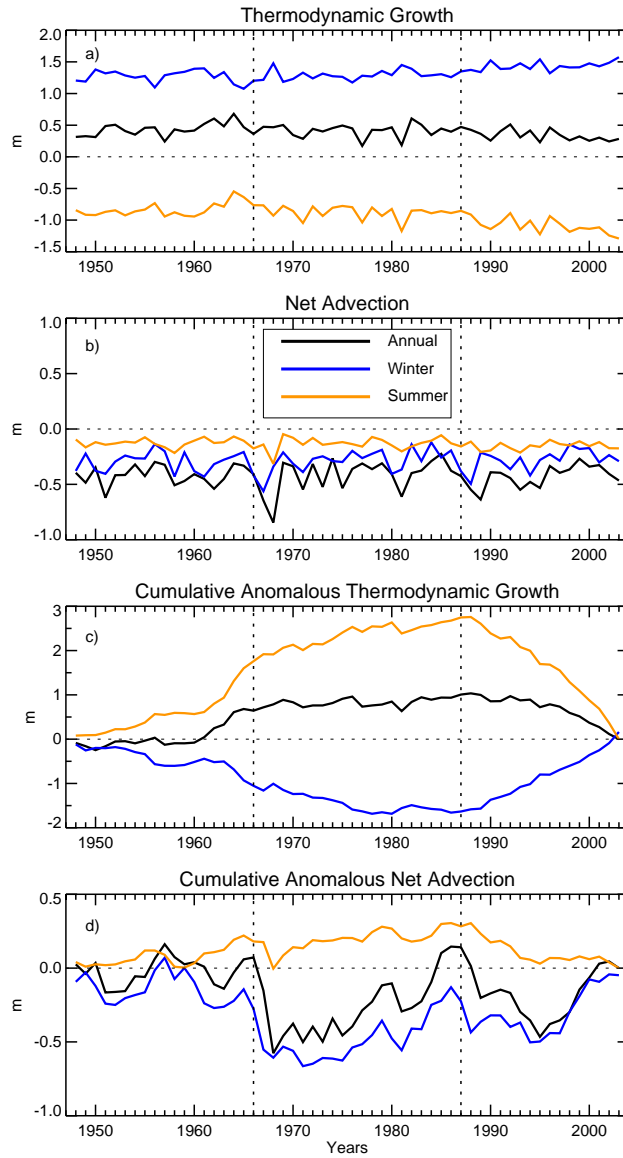 Thermodynamic Growth
a)
2.0
1.5
1.0
0.5
0.0
-0.5
-1.0
-1.5
m
1950 1960 1970 1980 1990 2000
Net Advection
b)
1.0
0.5
0.0
-0.5
-1.0
m
Annual
Winter
Summer
1950 1960 1970 1980 1990 2000
Cumulative Anomalous Thermodynamic Growth
c)
3
2
1
0
-1
-2
m
1950 1960 1970 1980 1990 2000
Cumulative Anomalous Net Advection
d)
0.5
0.0
-0.5
-1.0
m
1950 1960 1970 1980 1990 2000
Years